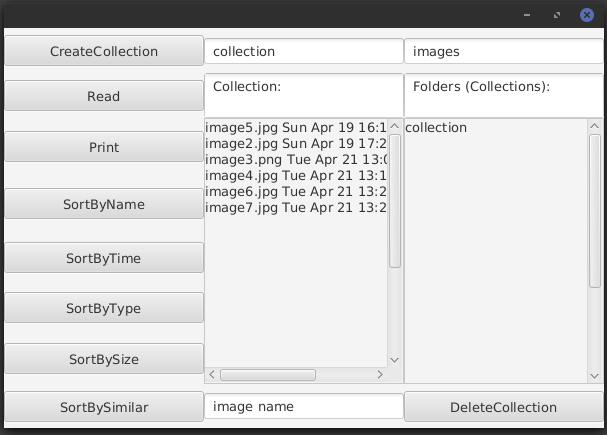 CreateCollection collection images
Read Collection: Folders (Collections):
Print
image5.jpg Sun Apr 19 16:1 collection
image2.jpg Sun Apr 19 17:2
image3.png Tue Apr 21 13:0
image4.jpg Tue Apr 21 13:1
image6.jpg Tue Apr 21 13:2
image7.jpg Tue Apr 21 13:2
SortByName
SortByTime
SortByType
SortBySize
SortBySimilar image name DeleteCollection